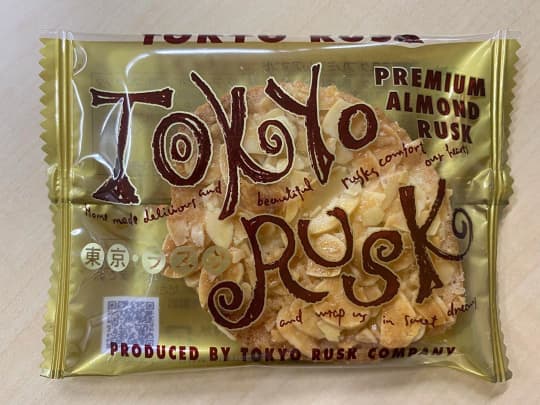 TOKYO RUSK
TOKYO
PREMIUM
ALMOND
RUSK
Home made delicious and beautiful rusks comfort our hearts
RUSK
東京・ラスク
and wrap us in sweet dreams
PRODUCED BY TOKYO RUSK COMPANY